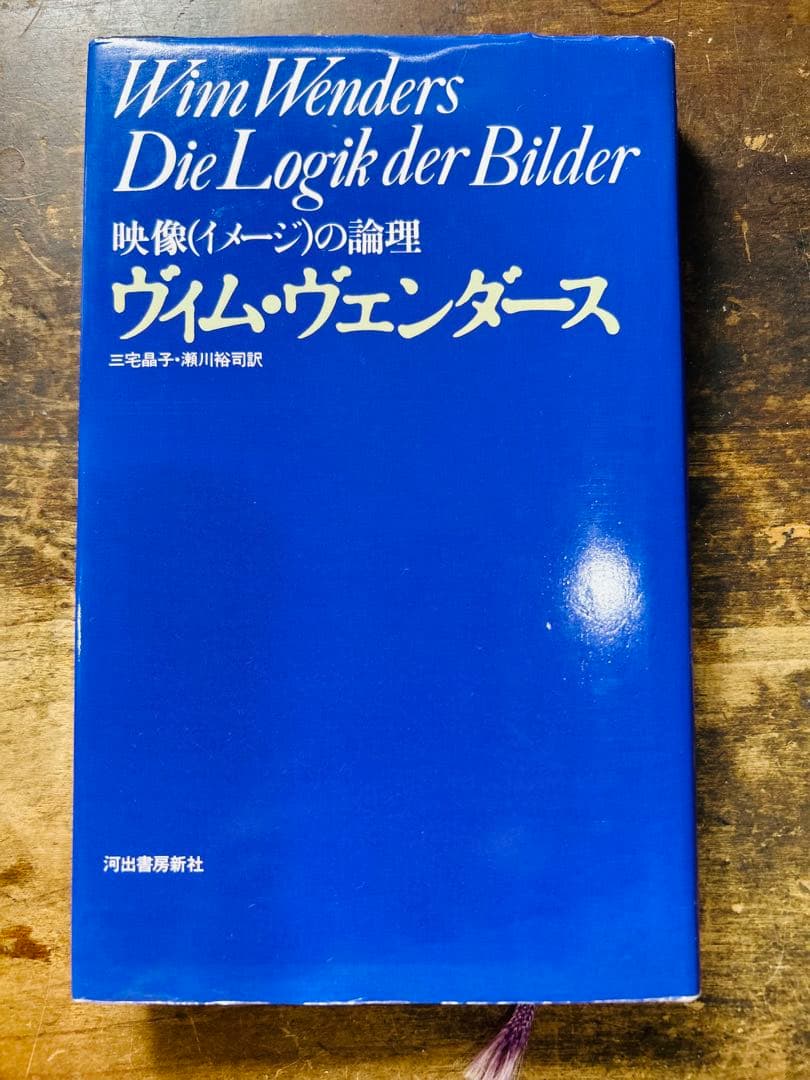 Wim Wenders
Die Logik der Bilder
映像(イメージ)の論理
ヴィム・ヴェンダース
三宅晶子・瀬川裕司訳
河出書房新社